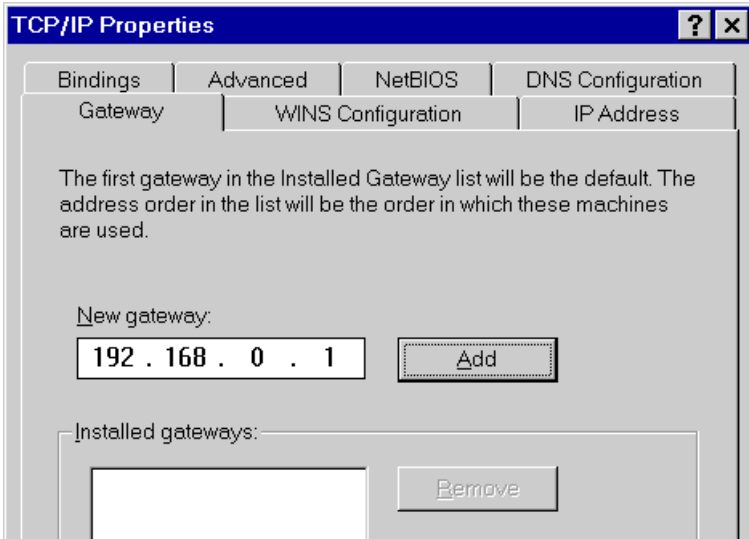 TCP/IP Properties
? ×
Bindings Advanced NetBIOS DNS Configuration
Gateway WINS Configuration IP Address
The first gateway in the Installed Gateway list will be the default. The
address order in the list will be the order in which these machines
are used.
New gateway:
192 . 168 . 0 . 1 Add
Installed gateways:
Remove